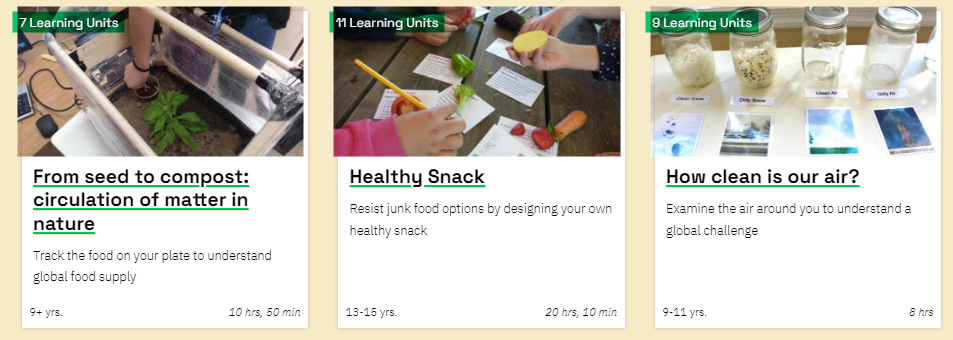 7 Learning Units
From seed to compost:
circulation of matter in
nature
Track the food on your plate to understand
global food supply
9+ yrs.
10 hrs, 50 min
11 Learning Units
Healthy Snack
Resist junk food options by designing your own
healthy snack
13-15 yrs.
20 hrs, 10 min
9 Learning Units
Clean Snow
Dirty Snow
Clean Air
Dirty Air
How clean is our air?
Examine the air around you to understand a
global challenge
9-11 yrs.
8 hrs